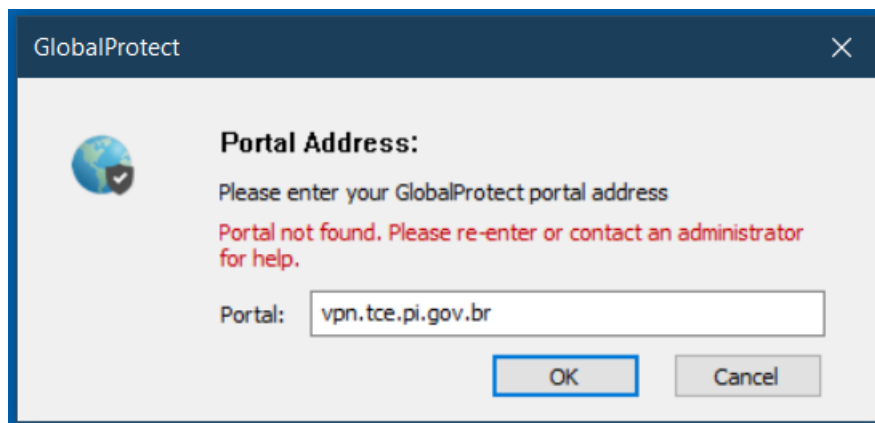 GlobalProtect
Portal Address:
Please enter your GlobalProtect portal address
Portal not found. Please re-enter or contact an administrator
for help.
Portal: vpn.tce.pi.gov.br
OK Cancel